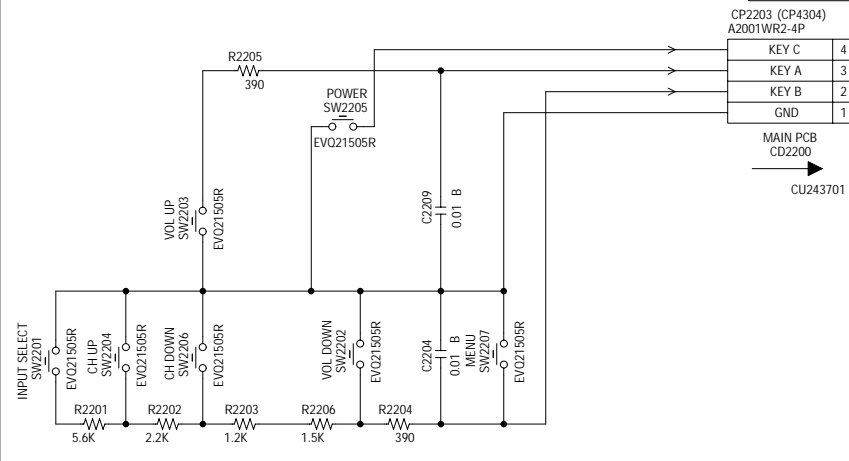 CP2203 (CP4304)
A2001WR2-4P
KEY C 4
KEY A 3
KEY B 2
GND 1
MAIN PCB
CD2200
CU243701
R2205
390
POWER
SW2205
EVQ21505R
VOL UP
SW2203
EVQ21505R
C2209
0.01 B
INPUT SELECT
SW2201
EVQ21505R
CH UP
SW2204
EVQ21505R
CH DOWN
SW2206
EVQ21505R
VOL DOWN
SW2202
EVQ21505R
C2204
0.01 B
MENU
SW2207
EVQ21505R
R2201
5.6K
R2202
2.2K
R2203
1.2K
R2206
1.5K
R2204
390